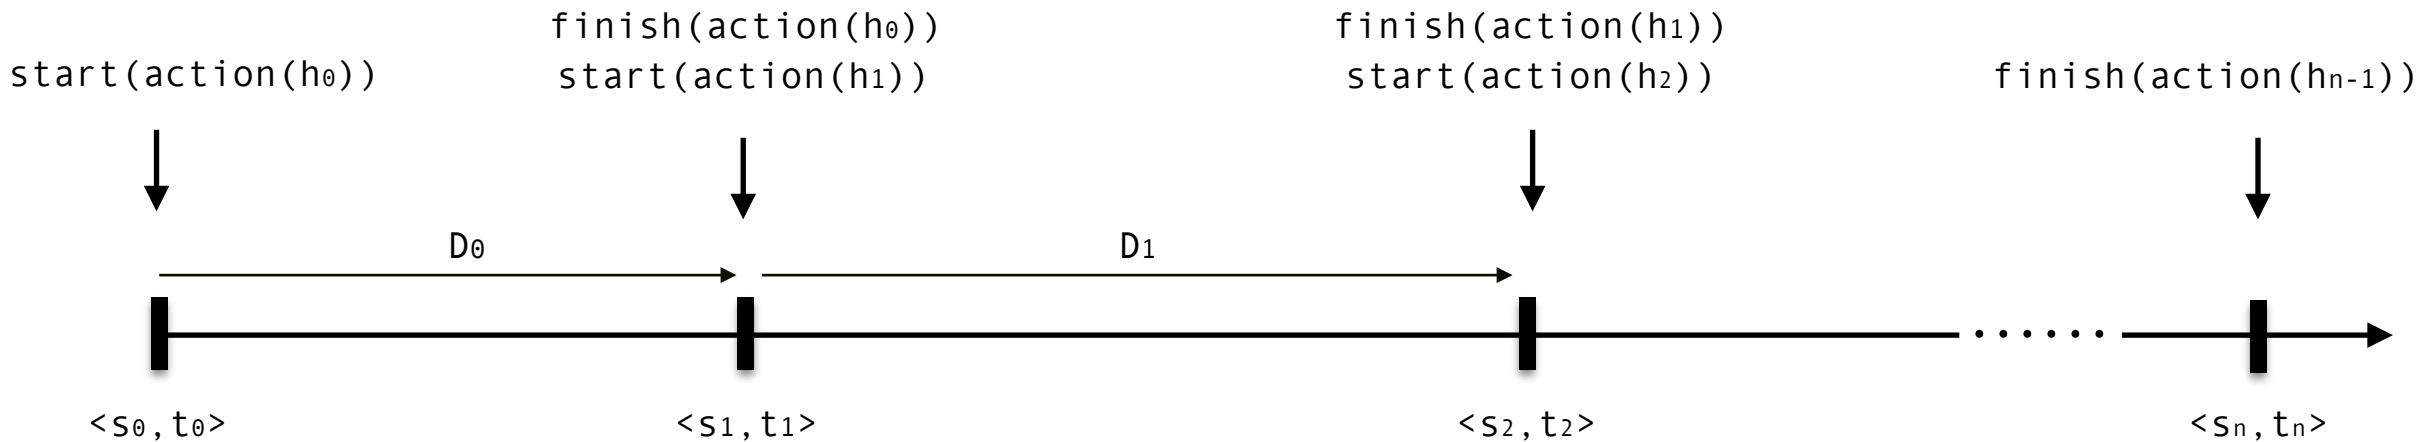 finish(action(h0)) finish(action(h1))
start(action(h0)) start(action(h1)) start(action(h2)) finish(action(hn-1))
D0 D1
......
<s0,t0> <s1,t1> <s2,t2> <sn,tn>